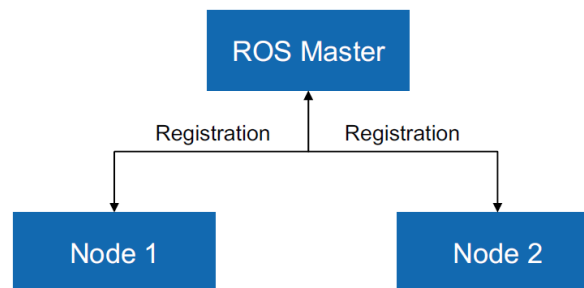 ROS Master
Registration
Registration
Node 1
Node 2